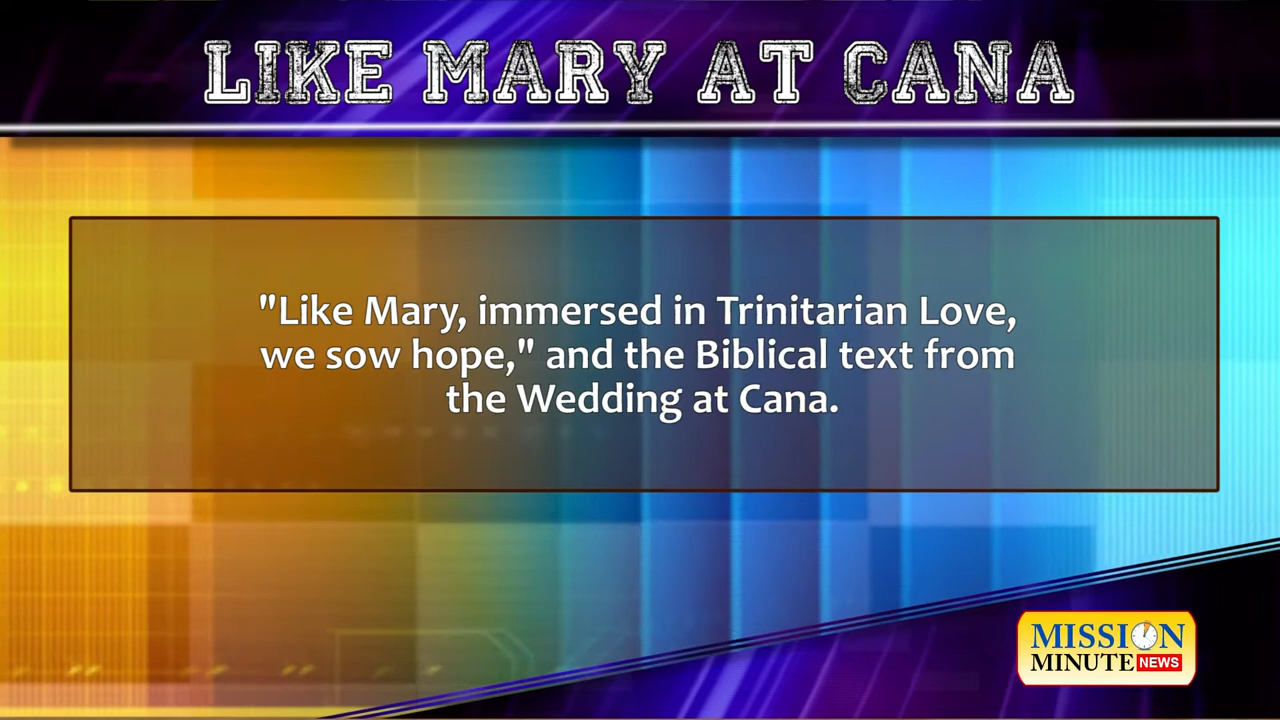 LIKE MARY AT CANA
"Like Mary, immersed in Trinitarian Love,
we sow hope," and the Biblical text from
the Wedding at Cana.
MISSION
MINUTE NEWS